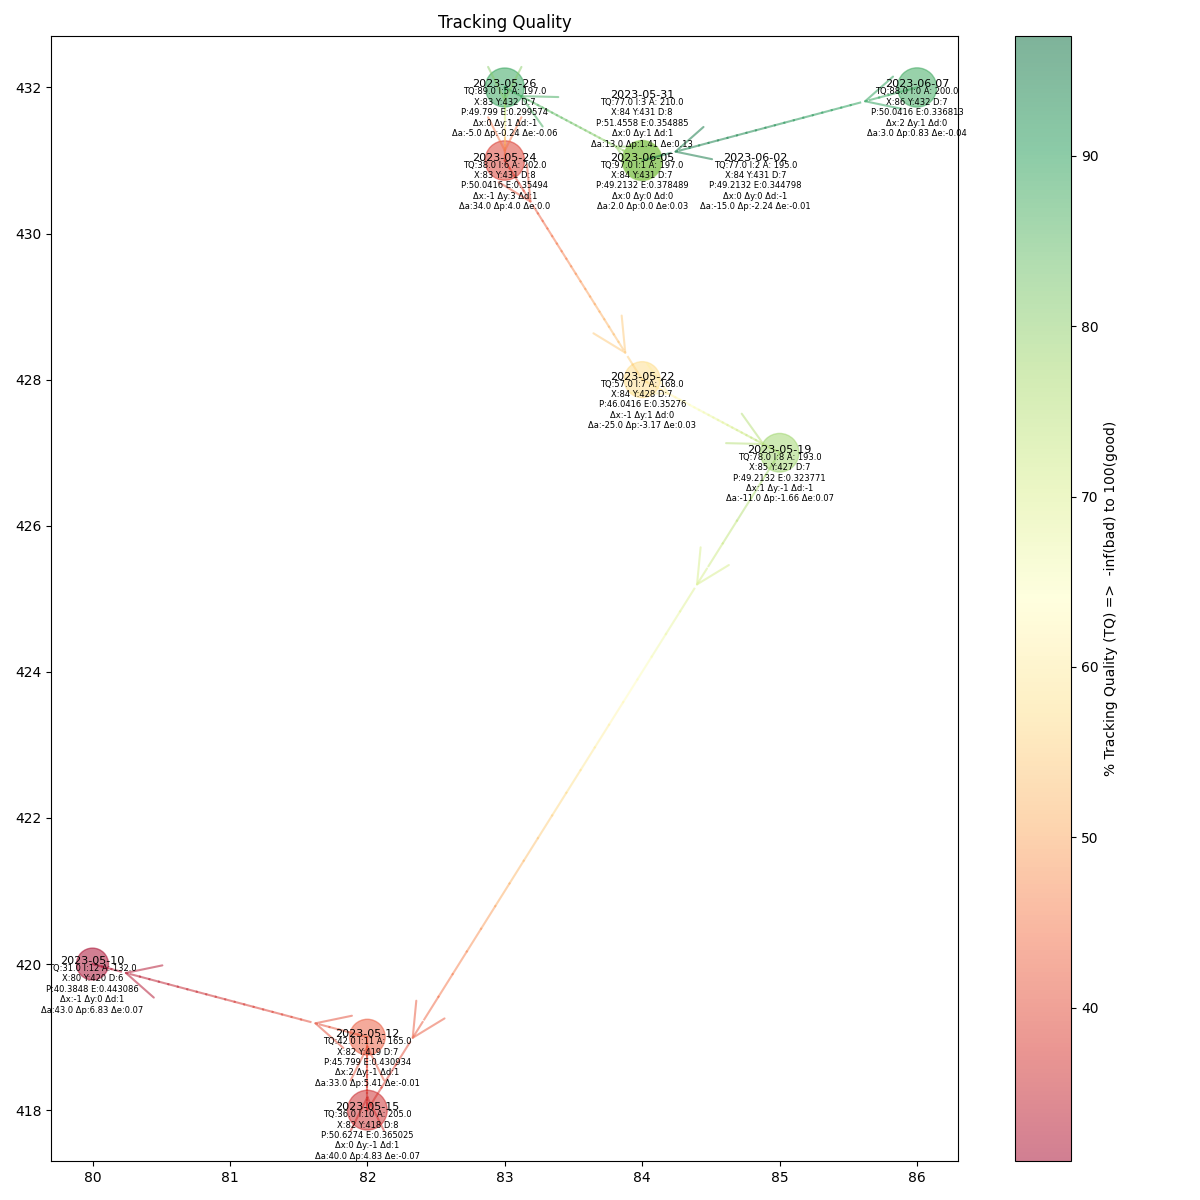 Tracking Quality
432
430
428
426
424
422
420
418
80
81
82
83
84
85
86
2023-05-26
TQ:89.0 I:5 A: 197.0
X:83 Y:432 D:7
P:49.799 E:0.299574
Δx:0 Δy:1 Δd:-1
Δa:-5.0 Δp:-0.24 Δe:-0.06
2023-05-31
TQ:77.0 I:3 A: 210.0
X:84 Y:431 D:8
P:51.4558 E:0.354885
Δx:0 Δy:1 Δd:1
Δa:13.0 Δp:1.41 Δe:0.13
2023-06-07
TQ:88.0 I:0 A: 200.0
X:86 Y:432 D:7
P:50.0416 E:0.336813
Δx:2 Δy:1 Δd:0
Δa:3.0 Δp:0.83 Δe:-0.04
2023-05-24
TQ:38.0 I:6 A: 202.0
X:83 Y:431 D:8
P:50.0416 E:0.35494
Δx:-1 Δy:3 Δd:1
Δa:34.0 Δp:4.0 Δe:0.0
2023-06-05
TQ:97.0 I:1 A: 197.0
X:84 Y:431 D:7
P:49.2132 E:0.378489
Δx:0 Δy:0 Δd:0
Δa:2.0 Δp:0.0 Δe:0.03
2023-06-02
TQ:77.0 I:2 A: 195.0
X:84 Y:431 D:7
P:49.2132 E:0.344798
Δx:0 Δy:0 Δd:-1
Δa:-15.0 Δp:-2.24 Δe:-0.01
2023-05-22
TQ:57.0 I:7 A: 168.0
X:84 Y:428 D:7
P:46.0416 E:0.35276
Δx:-1 Δy:1 Δd:0
Δa:-25.0 Δp:-3.17 Δe:0.03
2023-05-19
TQ:78.0 I:8 A: 193.0
X:85 Y:427 D:7
P:49.2132 E:0.323771
Δx:1 Δy:-1 Δd:-1
Δa:-11.0 Δp:-1.66 Δe:0.07
2023-05-10
TQ:31.0 I:12 A: 132.0
X:80 Y:420 D:6
P:40.3848 E:0.443086
Δx:-1 Δy:0 Δd:1
Δa:43.0 Δp:6.83 Δe:0.07
2023-05-12
TQ:42.0 I:11 A: 165.0
X:82 Y:419 D:7
P:45.799 E:0.430934
Δx:2 Δy:-1 Δd:1
Δa:33.0 Δp:5.41 Δe:-0.01
2023-05-15
TQ:36.0 I:10 A: 205.0
X:82 Y:418 D:8
P:50.6274 E:0.365025
Δx:0 Δy:-1 Δd:1
Δa:40.0 Δp:4.83 Δe:-0.07
90
80
70
60
50
40
% Tracking Quality (TQ) => -inf(bad) to 100(good)